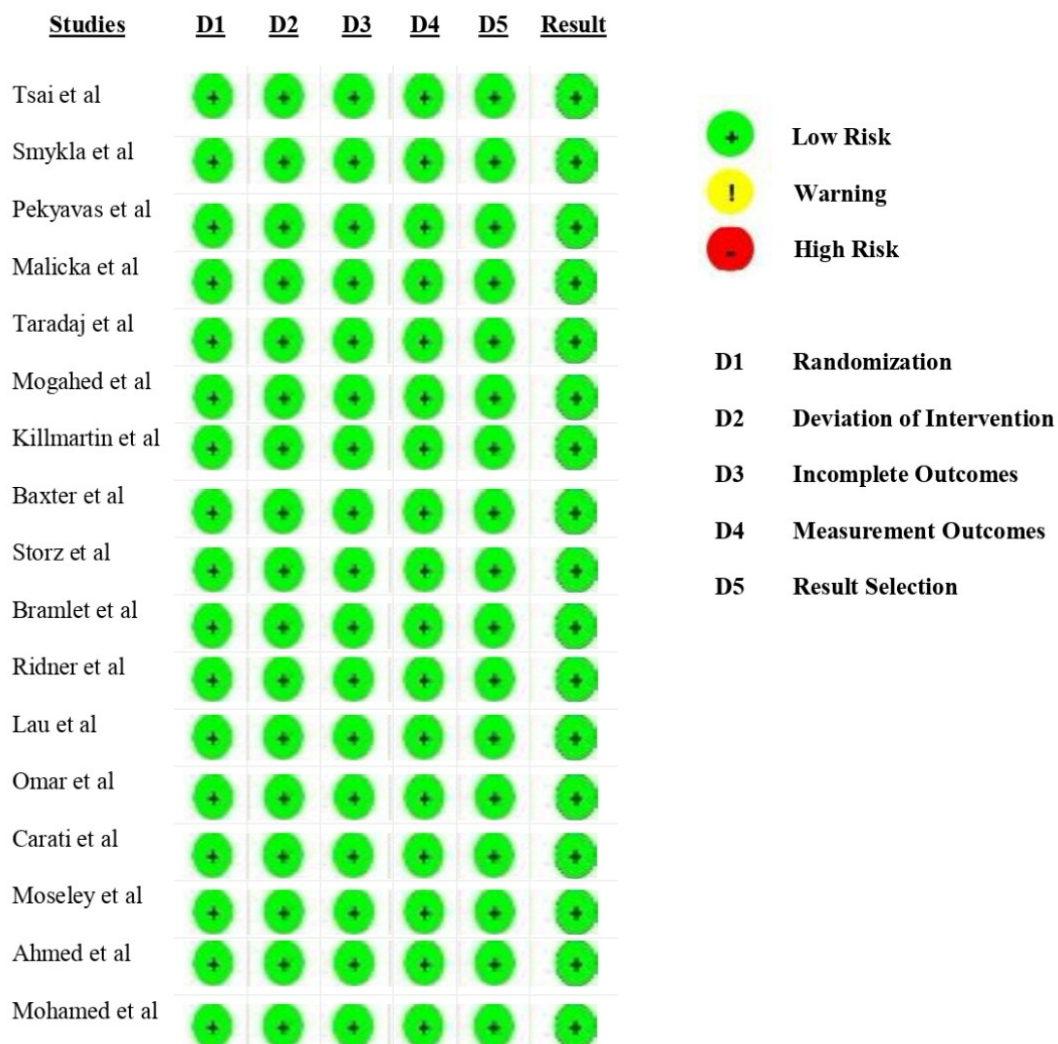 Studies D1 D2 D3 D4 D5 Result
Tsai et al + + + + + +
Smykla et al + + + + + +
Pekyavas et al + + + + + +
Malicka et al + + + + + +
Taradaj et al + + + + + +
Mogahed et al + + + + + +
Killmartin et al + + + + + +
Baxter et al + + + + + +
Storz et al + + + + + +
Bramlet et al + + + + + +
Ridner et al + + + + + +
Lau et al + + + + + +
Omar et al + + + + + +
Carati et al + + + + + +
Moseley et al + + + + + +
Ahmed et al + + + + + +
Mohamed et al + + + + + +
+ Low Risk
! Warning
- High Risk
D1 Randomization
D2 Deviation of Intervention
D3 Incomplete Outcomes
D4 Measurement Outcomes
D5 Result Selection